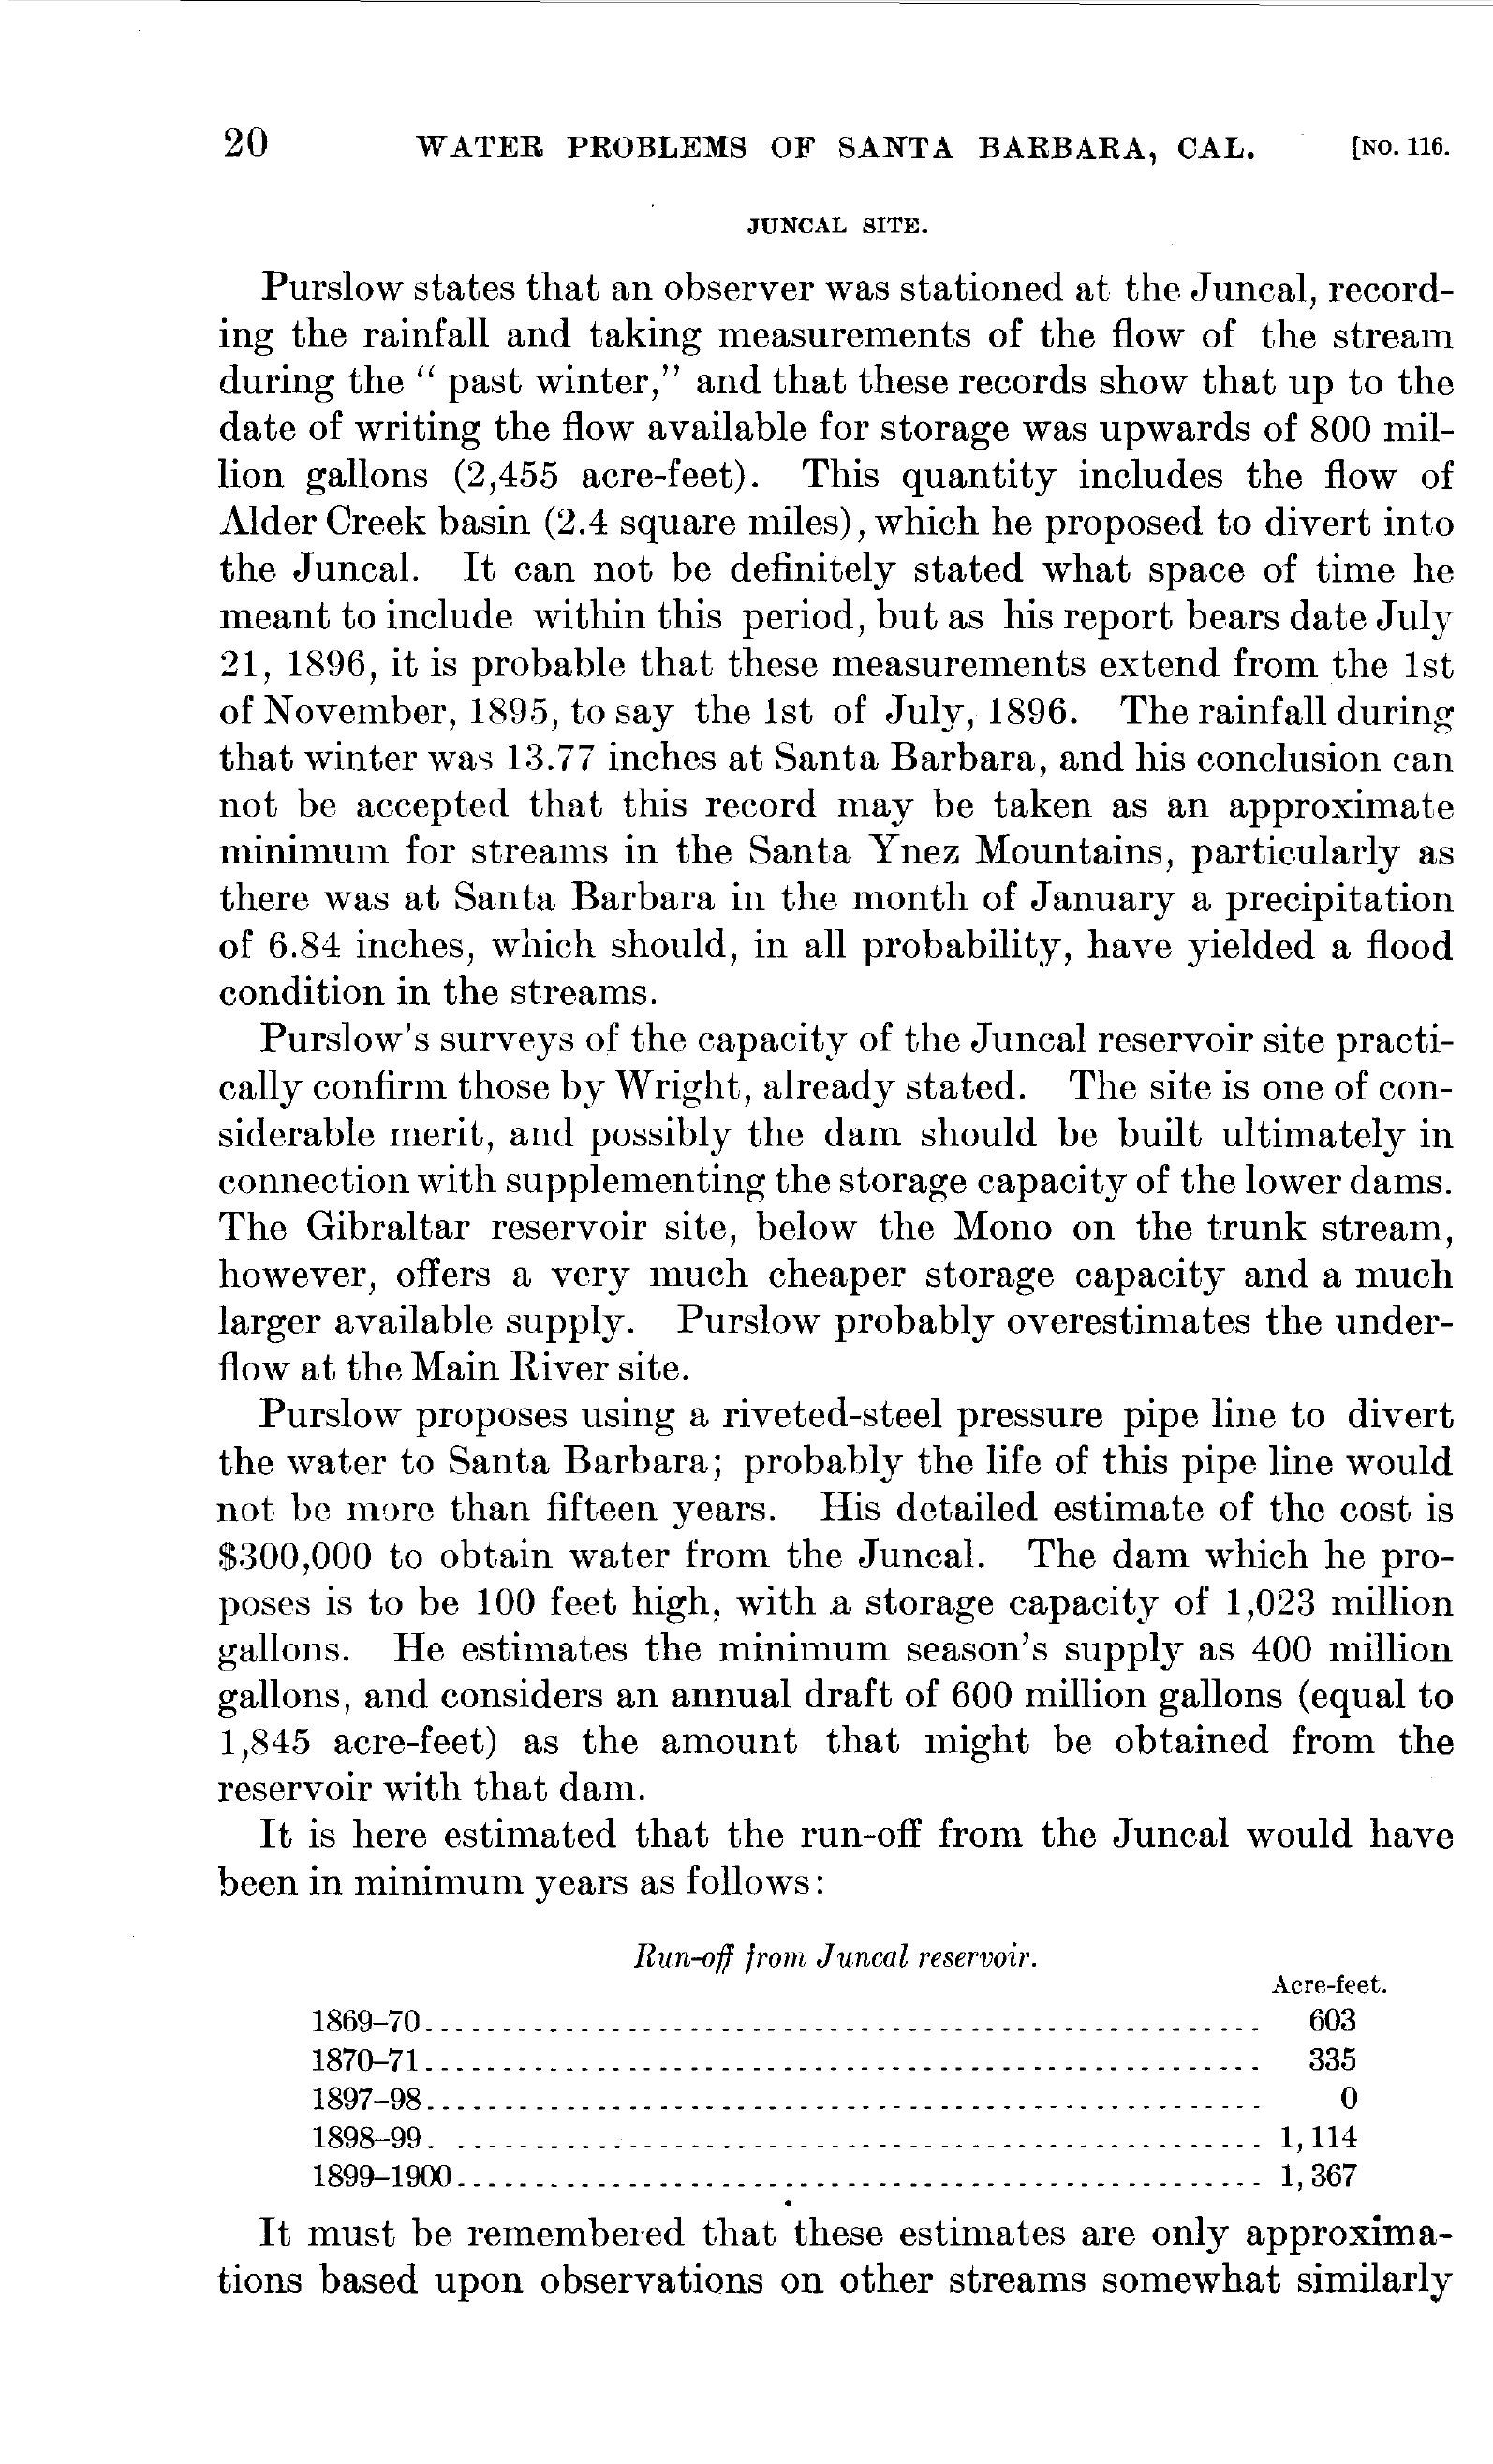 20 WATER PROBLEMS OF SANTA BARBARA, CAL. [NO. 116.
JUNCAL SITE.
Purslow states that an observer was stationed at the Juncal, record-
ing the rainfall and taking measurements of the flow of the stream
during the “ past winter,” and that these records show that up to the
date of writing the flow available for storage was upwards of 800 mil-
lion gallons (2,455 acre-feet). This quantity includes the flow of
Alder Creek basin (2.4 square miles), which he proposed to divert into
the Juncal. It can not be definitely stated what space of time he
meant to include within this period, but as his report bears date July
21, 1896, it is probable that these measurements extend from the 1st
of November, 1895, to say the 1st of July, 1896. The rainfall during
that winter was 13.77 inches at Santa Barbara, and his conclusion can
not be accepted that this record may be taken as an approximate
minimum for streams in the Santa Ynez Mountains, particularly as
there was at Santa Barbara in the month of January a precipitation
of 6.84 inches, which should, in all probability, have yielded a flood
condition in the streams.
Purslow's surveys of the capacity of the Juncal reservoir site practi-
cally confirm those by Wright, already stated. The site is one of con-
siderable merit, and possibly the dam should be built ultimately in
connection with supplementing the storage capacity of the lower dams.
The Gibraltar reservoir site, below the Mono on the trunk stream,
however, offers a very much cheaper storage capacity and a much
larger available supply. Purslow probably overestimates the under-
flow at the Main River site.
Purslow proposes using a riveted-steel pressure pipe line to divert
the water to Santa Barbara; probably the life of this pipe line would
not be more than fifteen years. His detailed estimate of the cost is
$300,000 to obtain water from the Juncal. The dam which he pro-
poses is to be 100 feet high, with a storage capacity of 1,023 million
gallons. He estimates the minimum season's supply as 400 million
gallons, and considers an annual draft of 600 million gallons (equal to
1,845 acre-feet) as the amount that might be obtained from the
reservoir with that dam.
It is here estimated that the run-off from the Juncal would have
been in minimum years as follows:
Run-off from Juncal reservoir.
Acre-feet.
1869–70 603
1870–71 335
1897–98 0
1898–99 1,114
1899–1900 1,367
It must be remembered that these estimates are only approxima-
tions based upon observations on other streams somewhat similarly